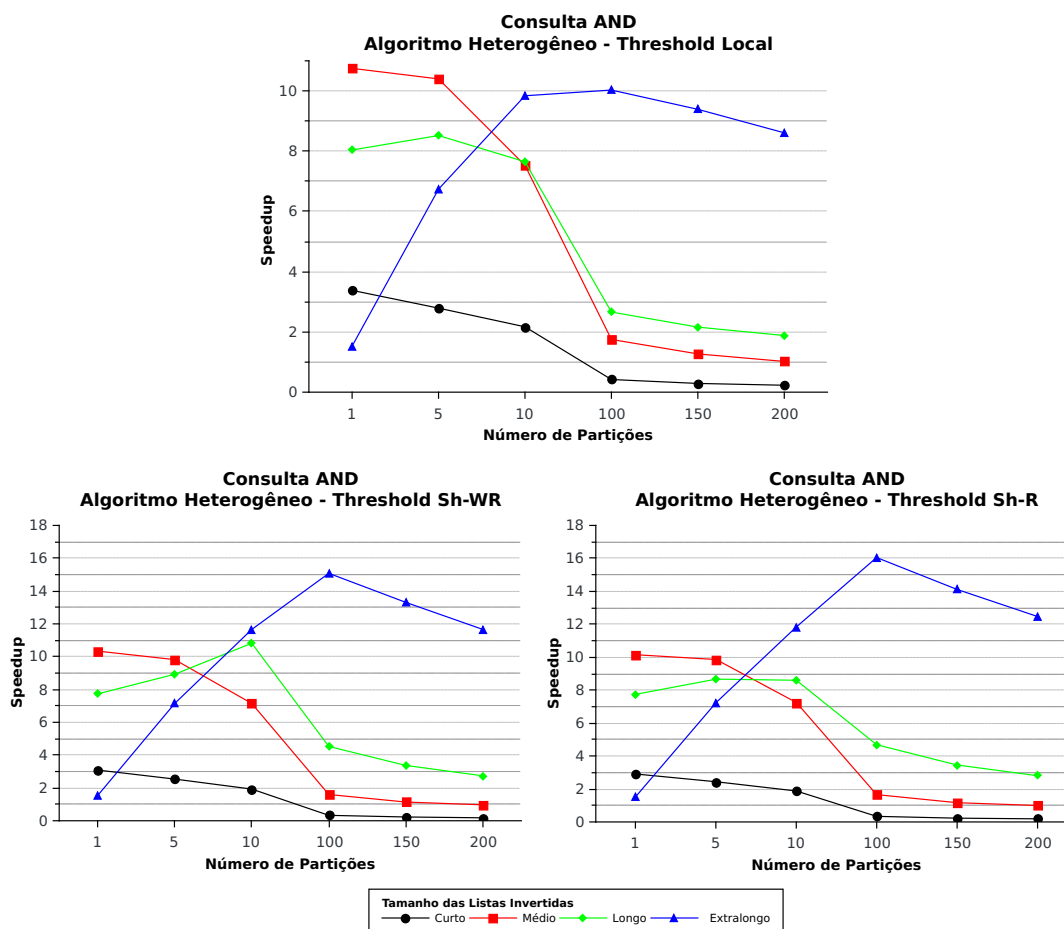 Consulta AND
Algoritmo Heterogêneo - Threshold Local
10
8
6
4
2
0
Speedup
1 5 10 100 150 200
Número de Partições
Consulta AND
Algoritmo Heterogêneo - Threshold Sh-WR
18
16
14
12
10
8
6
4
2
0
Speedup
1 5 10 100 150 200
Número de Partições
Consulta AND
Algoritmo Heterogêneo - Threshold Sh-R
18
16
14
12
10
8
6
4
2
0
Speedup
1 5 10 100 150 200
Número de Partições
Tamanho das Listas Invertidas
Curto Médio Longo Extralongo